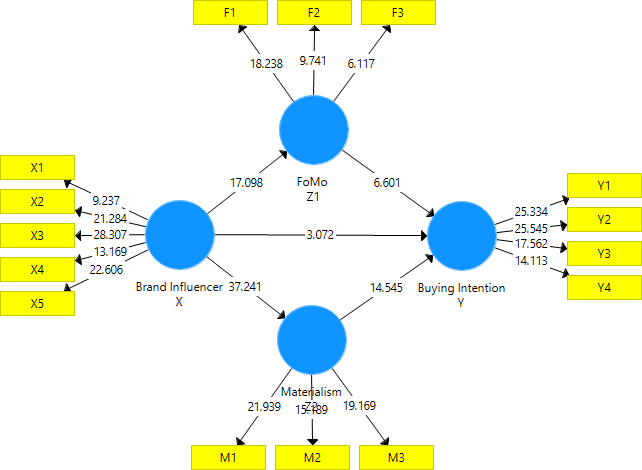 F1
F2
F3
18.238
9.741
6.117
FoMo
Z1
X1
X2
X3
X4
X5
9.237
21.284
28.307
13.169
22.606
Brand Influencer
X
17.098
6.601
3.072
37.241
14.545
Y1
Y2
Y3
Y4
25.334
25.545
17.562
14.113
Buying Intention
Y
Materialism
Z2
21.939
15.189
19.169
M1
M2
M3